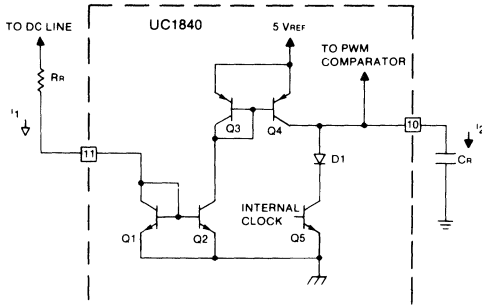 UC1840
TO DC LINE
5 VREF
TO PWM
COMPARATOR
RR
I1
Q3
Q4
10
I2
11
D1
CR
INTERNAL
CLOCK
Q1
Q2
Q5